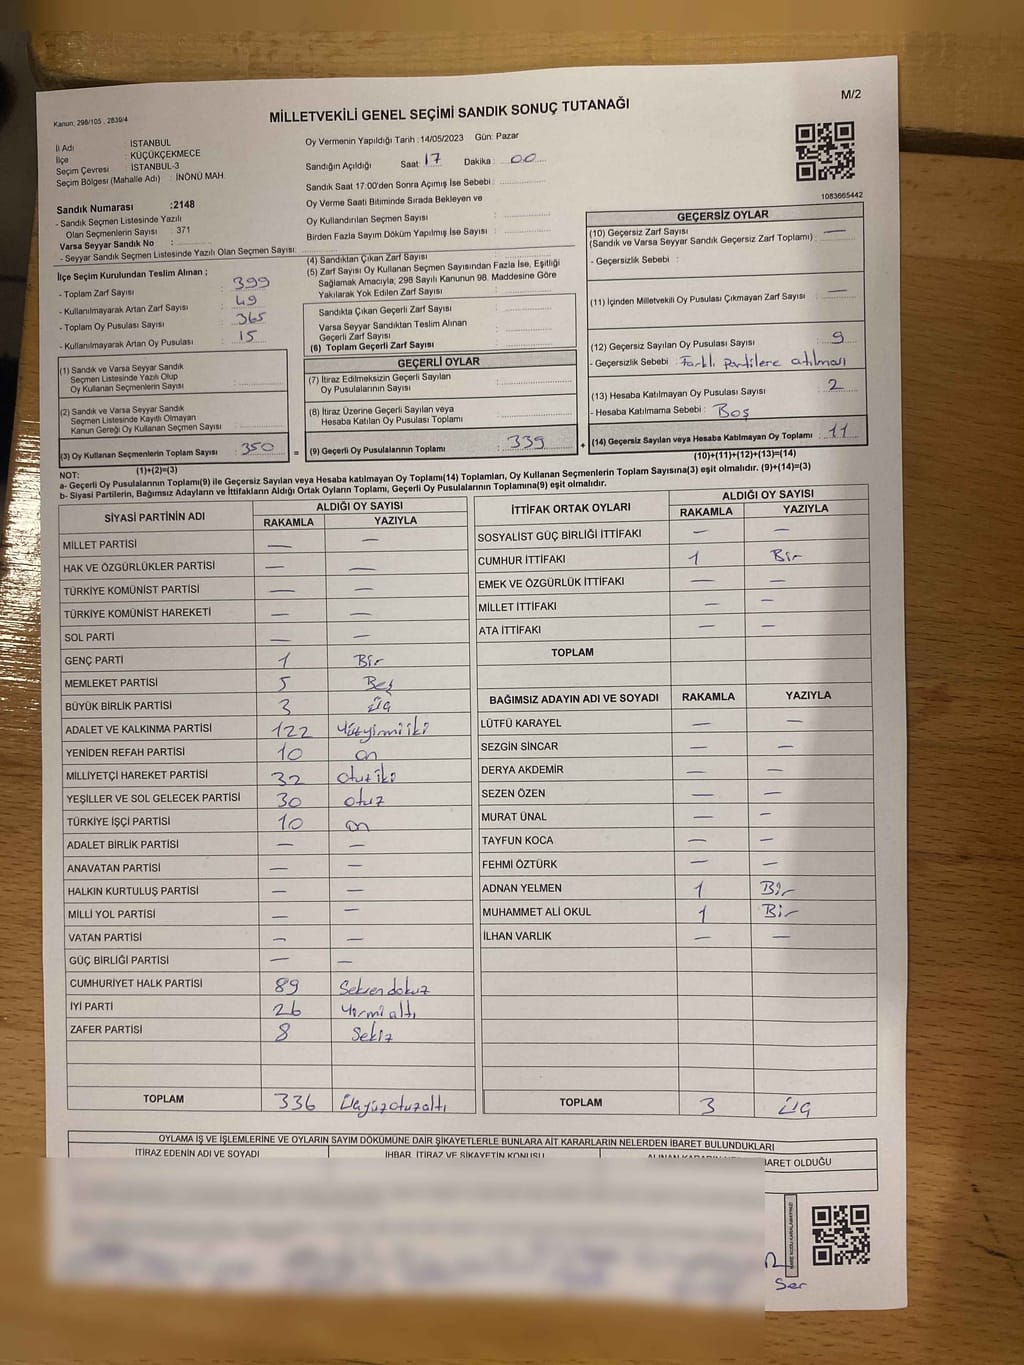 M/2
Kanun: 298/105 , 2839/4
MİLLETVEKİLİ GENEL SEÇİMİ SANDIK SONUÇ TUTANAĞI
İl Adı : İSTANBUL
İlçe : KÜÇÜKÇEKMECE
Seçim Çevresi : İSTANBUL-3
Seçim Bölgesi (Mahalle Adı) : İNÖNÜ MAH.
Oy Vermenin Yapıldığı Tarih : 14/05/2023 Gün: Pazar
Sandığın Açıldığı Saat: 17 Dakika : 00
Sandık Saat 17:00'den Sonra Açımış İse Sebebi :
Oy Verme Saati Bitiminde Sırada Bekleyen ve
Oy Kullandırılan Seçmen Sayısı :
Birden Fazla Sayım Döküm Yapılmış İse Sayısı :
1083665442
Sandık Numarası :2148
- Sandık Seçmen Listesinde Yazılı
Olan Seçmenlerin Sayısı : 371
Varsa Seyyar Sandık No :
- Seyyar Sandık Seçmen Listesinde Yazılı Olan Seçmen Sayısı:
İlçe Seçim Kurulundan Teslim Alınan ;
- Toplam Zarf Sayısı : 399
- Kullanılmayarak Artan Zarf Sayısı : 49
- Toplam Oy Pusulası Sayısı : 365
- Kullanılmayarak Artan Oy Pusulası : 15
(1) Sandık ve Varsa Seyyar Sandık
Seçmen Listesinde Yazılı Olup
Oy Kullanan Seçmenlerin Sayısı :
(2) Sandık ve Varsa Seyyar Sandık
Seçmen Listesinde Kayıtlı Olmayan
Kanun Gereği Oy Kullanan Seçmen Sayısı :
(3) Oy Kullanan Seçmenlerin Toplam Sayısı : 350
(1)+(2)=(3)
(4) Sandıktan Çıkan Zarf Sayısı :
(5) Zarf Sayısı Oy Kullanan Seçmen Sayısından Fazla İse, Eşitliği
Sağlamak Amacıyla; 298 Sayılı Kanunun 98. Maddesine Göre
Yakılarak Yok Edilen Zarf Sayısı :
Sandıkta Çıkan Geçerli Zarf Sayısı :
Varsa Seyyar Sandıktan Teslim Alınan
Geçerli Zarf Sayısı :
(6) Toplam Geçerli Zarf Sayısı :
GEÇERLİ OYLAR
(7) İtiraz Edilmeksizin Geçerli Sayılan
Oy Pusulalarının Sayısı :
(8) İtiraz Üzerine Geçerli Sayılan veya
Hesaba Katılan Oy Pusulası Toplamı :
= (9) Geçerli Oy Pusulalarının Toplamı : 339
GEÇERSİZ OYLAR
(10) Geçersiz Zarf Sayısı
(Sandık ve Varsa Seyyar Sandık Geçersiz Zarf Toplamı) : —
- Geçersizlik Sebebi :
(11) İçinden Milletvekili Oy Pusulası Çıkmayan Zarf Sayısı : —
(12) Geçersiz Sayılan Oy Pusulası Sayısı : 9
- Geçersizlik Sebebi : Farklı partilere atılması
(13) Hesaba Katılmayan Oy Pusulası Sayısı : 2
- Hesaba Katılmama Sebebi : Boş
+ (14) Geçersiz Sayılan veya Hesaba Katılmayan Oy Toplamı : 11
(10)+(11)+(12)+(13)=(14)
NOT:
a- Geçerli Oy Pusulalarının Toplamı(9) ile Geçersiz Sayılan veya Hesaba katılmayan Oy Toplamı(14) Toplamları, Oy Kullanan Seçmenlerin Toplam Sayısına(3) eşit olmalıdır. (9)+(14)=(3)
b- Siyasi Partilerin, Bağımsız Adayların ve İttifakların Aldığı Ortak Oyların Toplamı, Geçerli Oy Pusulalarının Toplamına(9) eşit olmalıdır.
SİYASİ PARTİNİN ADI ALDIĞI OY SAYISI
RAKAMLA YAZIYLA
MİLLET PARTİSİ — —
HAK VE ÖZGÜRLÜKLER PARTİSİ — —
TÜRKİYE KOMÜNİST PARTİSİ — —
TÜRKİYE KOMÜNİST HAREKETİ — —
SOL PARTİ — —
GENÇ PARTİ 1 Bir
MEMLEKET PARTİSİ 5 Beş
BÜYÜK BİRLİK PARTİSİ 3 Üç
ADALET VE KALKINMA PARTİSİ 122 Yüzyirmiiki
YENİDEN REFAH PARTİSİ 10 on
MİLLİYETÇİ HAREKET PARTİSİ 32 otuziki
YEŞİLLER VE SOL GELECEK PARTİSİ 30 otuz
TÜRKİYE İŞÇİ PARTİSİ 10 on
ADALET BİRLİK PARTİSİ — —
ANAVATAN PARTİSİ — —
HALKIN KURTULUŞ PARTİSİ — —
MİLLİ YOL PARTİSİ — —
VATAN PARTİSİ — —
GÜÇ BİRLİĞİ PARTİSİ — —
CUMHURİYET HALK PARTİSİ 89 Seksendokuz
İYİ PARTİ 26 Yirmialtı
ZAFER PARTİSİ 8 Sekiz
TOPLAM 336 Üçyüzotuzaltı
İTTİFAK ORTAK OYLARI ALDIĞI OY SAYISI
RAKAMLA YAZIYLA
SOSYALİST GÜÇ BİRLİĞİ İTTİFAKI — —
CUMHUR İTTİFAKI 1 Bir
EMEK VE ÖZGÜRLÜK İTTİFAKI — —
MİLLET İTTİFAKI — —
ATA İTTİFAKI — —
TOPLAM
BAĞIMSIZ ADAYIN ADI VE SOYADI RAKAMLA YAZIYLA
LÜTFÜ KARAYEL — —
SEZGİN SİNCAR — —
DERYA AKDEMİR — —
SEZEN ÖZEN — —
MURAT ÜNAL — —
TAYFUN KOCA — —
FEHMİ ÖZTÜRK — —
ADNAN YELMEN 1 Bir
MUHAMMET ALİ OKUL 1 Bir
İLHAN VARLIK — —
TOPLAM 3 Üç
OYLAMA İŞ VE İŞLEMLERİNE VE OYLARIN SAYIM DÖKÜMÜNE DAİR ŞİKAYETLERLE BUNLARA AİT KARARLARIN NELERDEN İBARET BULUNDUKLARI
İTİRAZ EDENİN ADI VE SOYADI İHBAR, İTİRAZ VE ŞİKAYETİN KONUSU ALINAN KARARIN NEDEN İBARET OLDUĞU
Ser